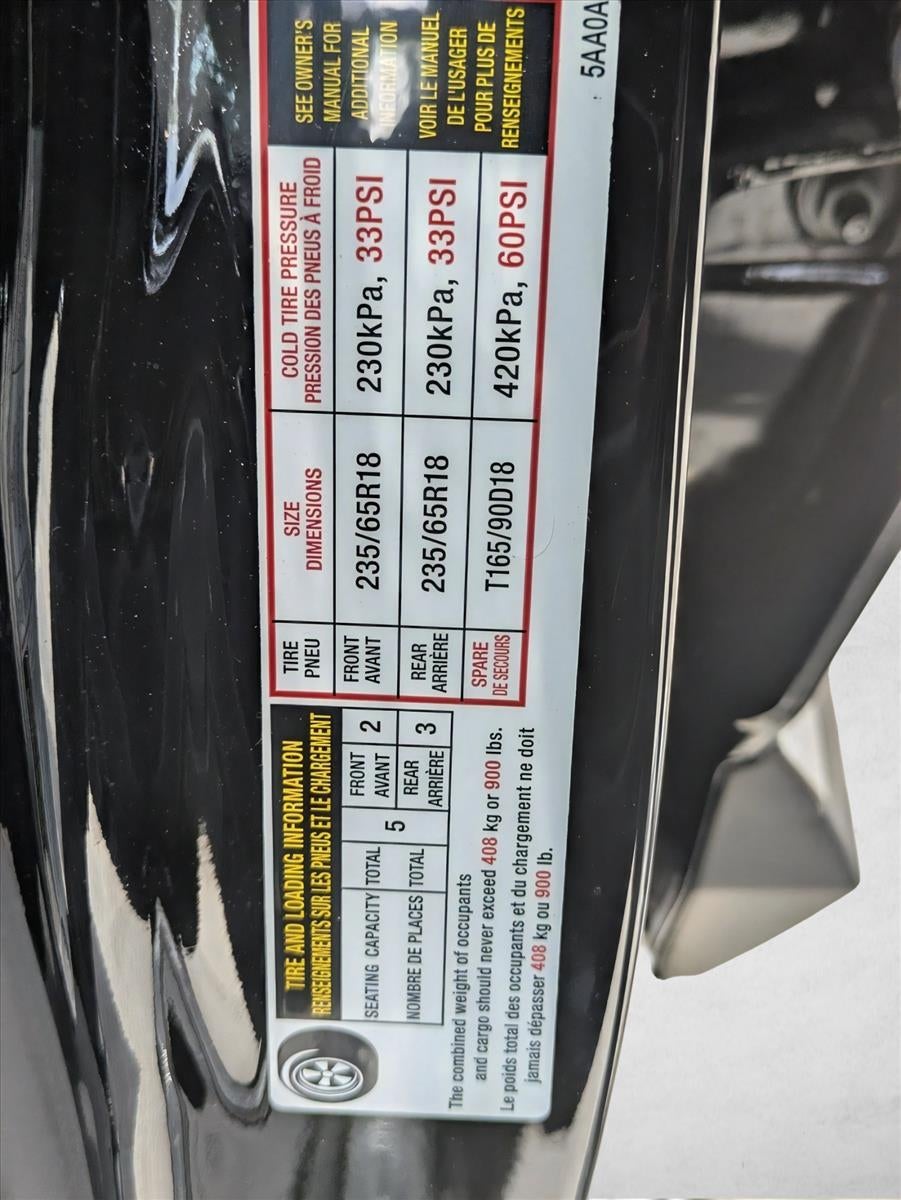 TIRE AND LOADING INFORMATION
RENSEIGNEMENTS SUR LES PNEUS ET LE CHARGEMENT
SEATING CAPACITY TOTAL 5 FRONT AVANT 2
NOMBRE DE PLACES TOTAL REAR ARRIÈRE 3
The combined weight of occupants
and cargo should never exceed 408 kg or 900 lbs.
Le poids total des occupants et du chargement ne doit
jamais dépasser 408 kg ou 900 lb.
TIRE
PNEU
SIZE
DIMENSIONS
COLD TIRE PRESSURE
PRESSION DES PNEUS À FROID
FRONT
AVANT
235/65R18
230kPa, 33PSI
REAR
ARRIÈRE
235/65R18
230kPa, 33PSI
SPARE
DE SECOURS
T165/90D18
420kPa, 60PSI
SEE OWNER'S
MANUAL FOR
ADDITIONAL
INFORMATION
VOIR LE MANUEL
DE L'USAGER
POUR PLUS DE
RENSEIGNEMENTS
5AA0A